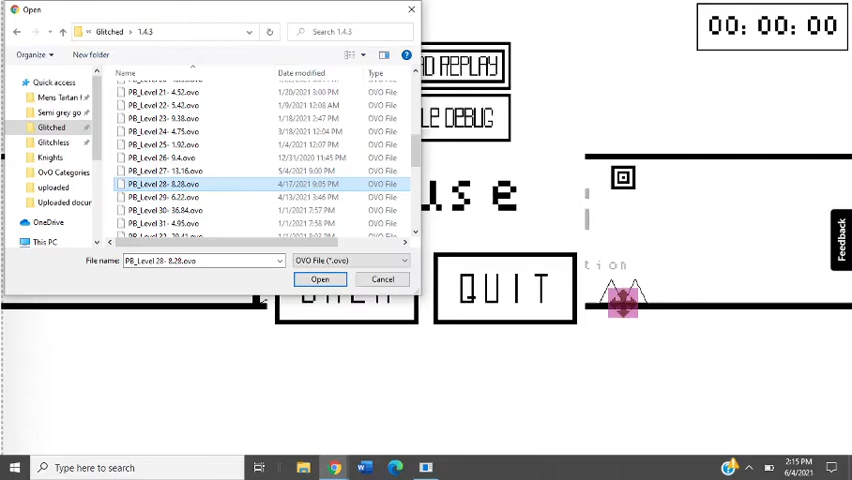 Open
Glitched > 1.4.3
Search 1.4.3
Organize
New folder
Name
Date modified
Type
Quick access
Mens Tartan
Semi grey go
Glitched
Glitchless
Knights
OvO Categories
uploaded
Uploaded docur
OneDrive
This PC
PB_Level 21- 4.52.ovo 1/20/2021 3:00 PM OVO File
PB_Level 22- 5.42.ovo 1/9/2021 12:08 AM OVO File
PB_Level 23- 9.38.ovo 1/18/2021 2:47 PM OVO File
PB_Level 24- 4.75.ovo 3/18/2021 12:04 PM OVO File
PB_Level 25- 1.92.ovo 1/4/2021 12:07 PM OVO File
PB_Level 26- 9.4.ovo 12/31/2020 11:45 PM OVO File
PB_Level 27- 13.16.ovo 5/4/2021 9:00 PM OVO File
PB_Level 28- 8.28.ovo 4/17/2021 9:05 PM OVO File
PB_Level 29- 6.22.ovo 4/13/2021 3:46 PM OVO File
PB_Level 30- 36.84.ovo 1/1/2021 7:57 PM OVO File
PB_Level 31- 4.95.ovo 1/1/2021 7:58 PM OVO File
File name: PB_Level 28- 8.28.ovo
OVO File (*.ovo)
Open
Cancel
00:00:00
AD REPLAY
LE DEBUG
use
tion
QUIT
Feedback
Type here to search
2:15 PM
6/4/2021